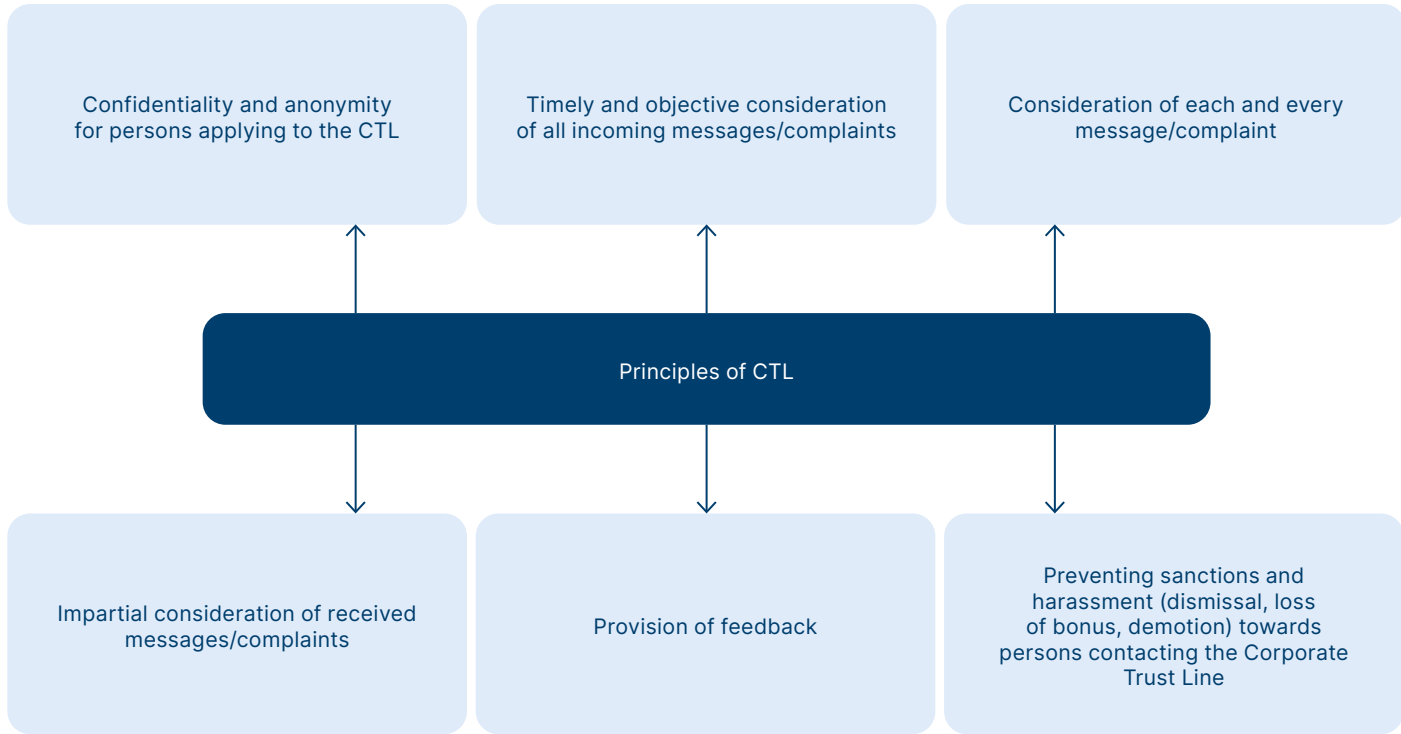 Confidentiality and anonymity
for persons applying to the CTL
Timely and objective consideration
of all incoming messages/complaints
Consideration of each and every
message/complaint
Principles of CTL
Impartial consideration of received
messages/complaints
Provision of feedback
Preventing sanctions and
harassment (dismissal, loss
of bonus, demotion) towards
persons contacting the Corporate
Trust Line